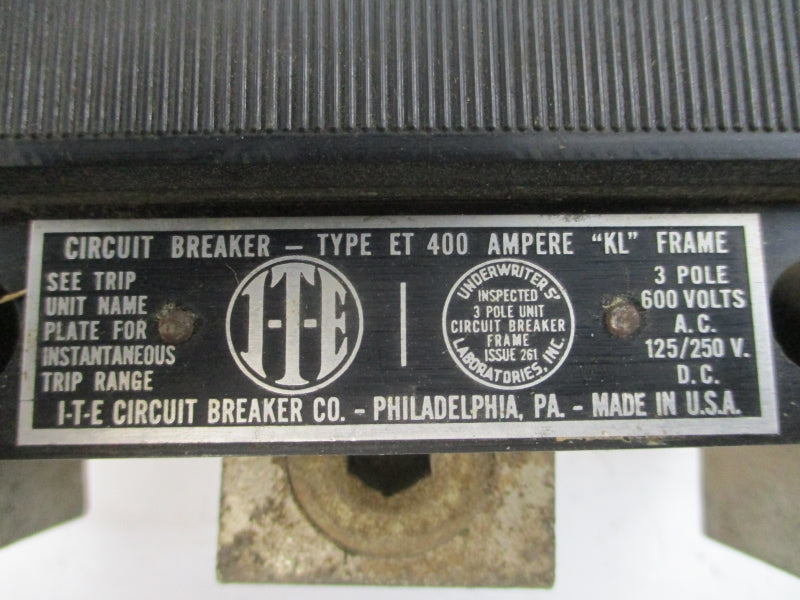 CIRCUIT BREAKER – TYPE ET 400 AMPERE "KL" FRAME
SEE TRIP
UNIT NAME
PLATE FOR
INSTANTANEOUS
TRIP RANGE
I-T-E
UNDERWRITERS'
INSPECTED
3 POLE UNIT
CIRCUIT BREAKER
FRAME
ISSUE 261
LABORATORIES, INC.
3 POLE
600 VOLTS
A.C.
125/250 V.
D.C.
I-T-E CIRCUIT BREAKER CO. - PHILADELPHIA, PA. - MADE IN U.S.A.